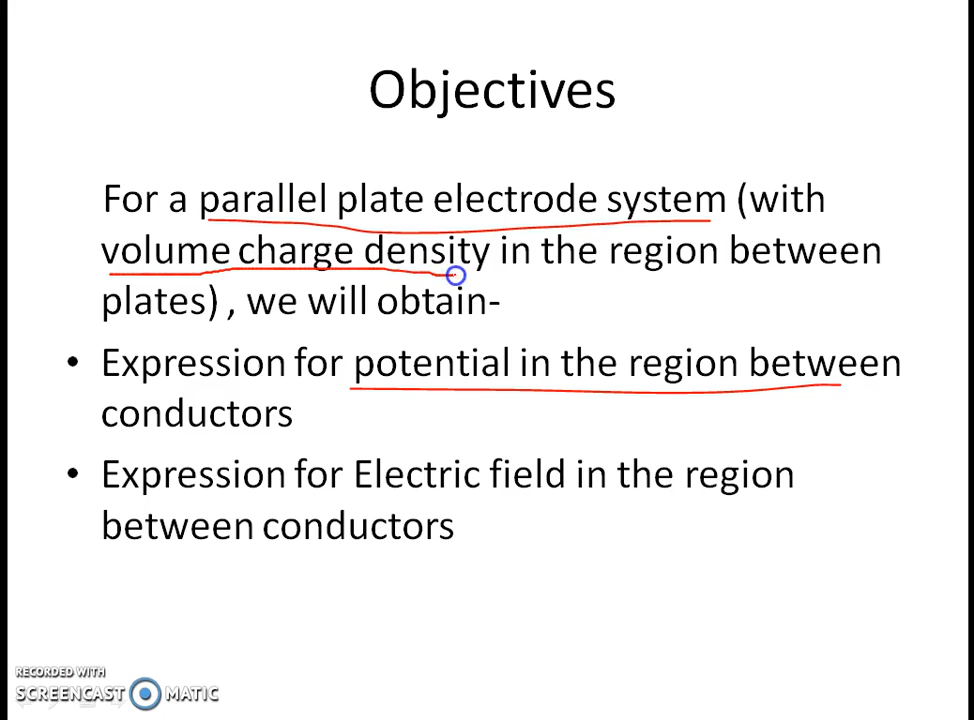 Objectives
For a parallel plate electrode system (with
volume charge density in the region between
plates) , we will obtain-
• Expression for potential in the region between
conductors
• Expression for Electric field in the region
between conductors
RECORDED WITH
SCREENCAST MATIC